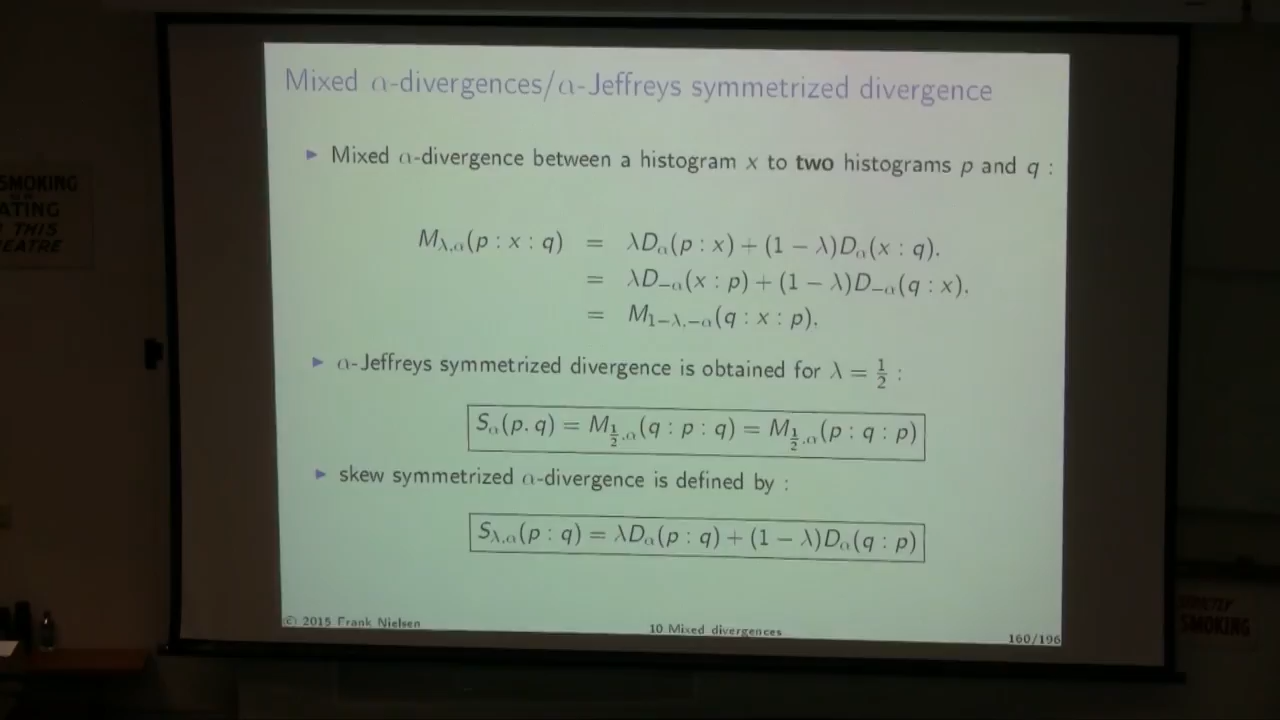 Mixed α-divergences/α-Jeffreys symmetrized divergence
▶ Mixed α-divergence between a histogram x to two histograms p and q :
M_{λ,α}(p : x : q) = λD_α(p : x) + (1 − λ)D_α(x : q),
= λD_{−α}(x : p) + (1 − λ)D_{−α}(q : x),
= M_{1−λ,−α}(q : x : p),
▶ α-Jeffreys symmetrized divergence is obtained for λ = 1/2 :
S_α(p, q) = M_{1/2,α}(q : p : q) = M_{1/2,α}(p : q : p)
▶ skew symmetrized α-divergence is defined by :
S_{λ,α}(p : q) = λD_α(p : q) + (1 − λ)D_α(q : p)
© 2015 Frank Nielsen
10 Mixed divergences
160/196
SMOKING
THIS
SMOKING